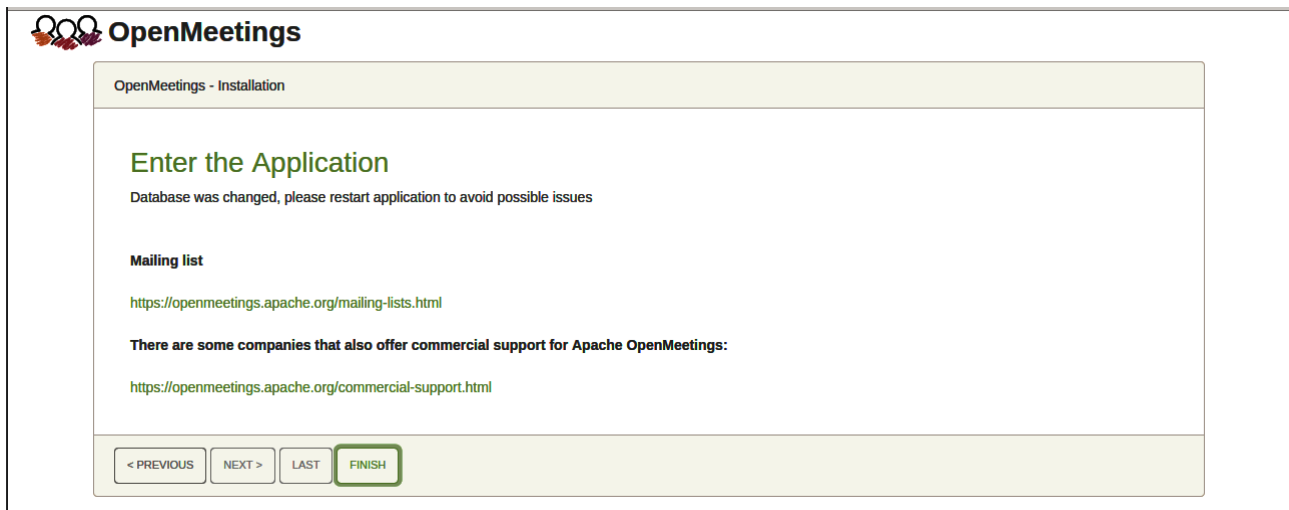 OpenMeetings
OpenMeetings - Installation
Enter the Application
Database was changed, please restart application to avoid possible issues
Mailing list
https://openmeetings.apache.org/mailing-lists.html
There are some companies that also offer commercial support for Apache OpenMeetings:
https://openmeetings.apache.org/commercial-support.html
< PREVIOUS NEXT > LAST FINISH